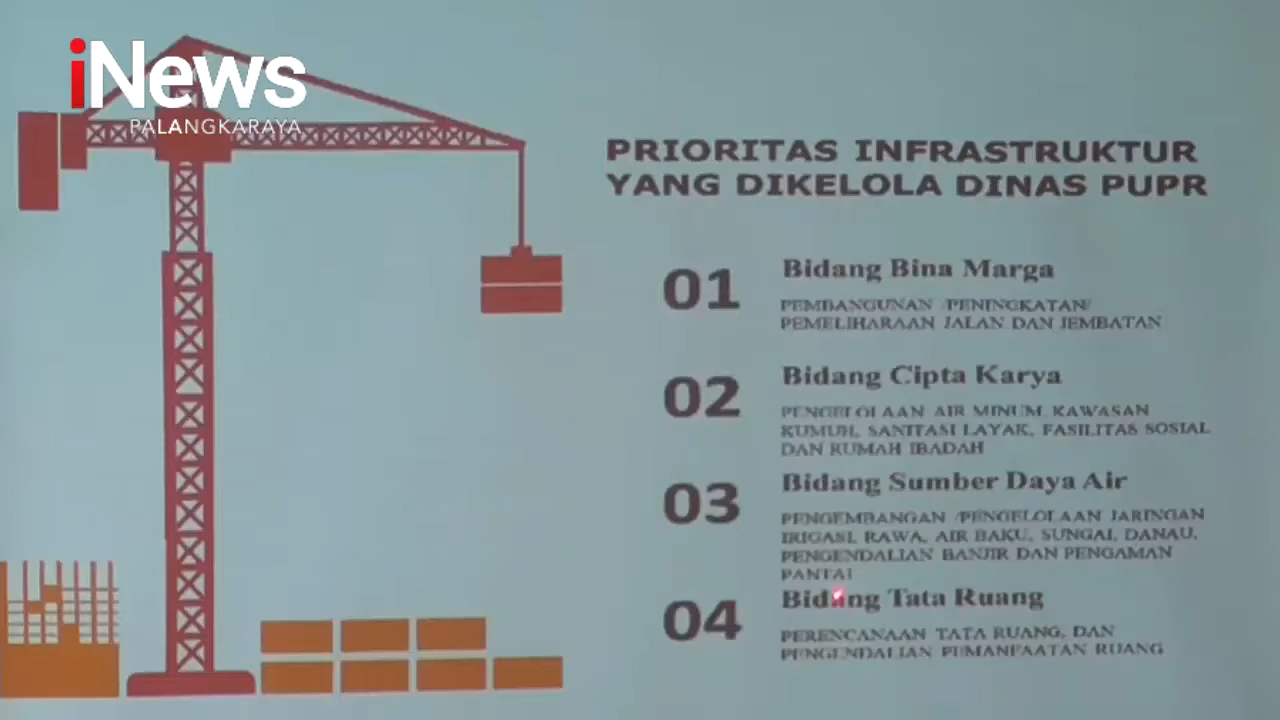 iNews
PALANGKARAYA
PRIORITAS INFRASTRUKTUR
YANG DIKELOLA DINAS PUPR
01
Bidang Bina Marga
PEMBANGUNAN /PENINGKATAN/
PEMELIHARAAN JALAN DAN JEMBATAN
02
Bidang Cipta Karya
PENGELOLAAN AIR MINUM, KAWASAN
KUMUH, SANITASI LAYAK, FASILITAS SOSIAL
DAN RUMAH IBADAH
03
Bidang Sumber Daya Air
PENGEMBANGAN /PENGELOLAAN JARINGAN
IRIGASI, RAWA, AIR BAKU, SUNGAI, DANAU,
PENGENDALIAN BANJIR DAN PENGAMAN
PANTAI
04
Bidang Tata Ruang
PERENCANAAN TATA RUANG, DAN
PENGENDALIAN PEMANFAATAN RUANG